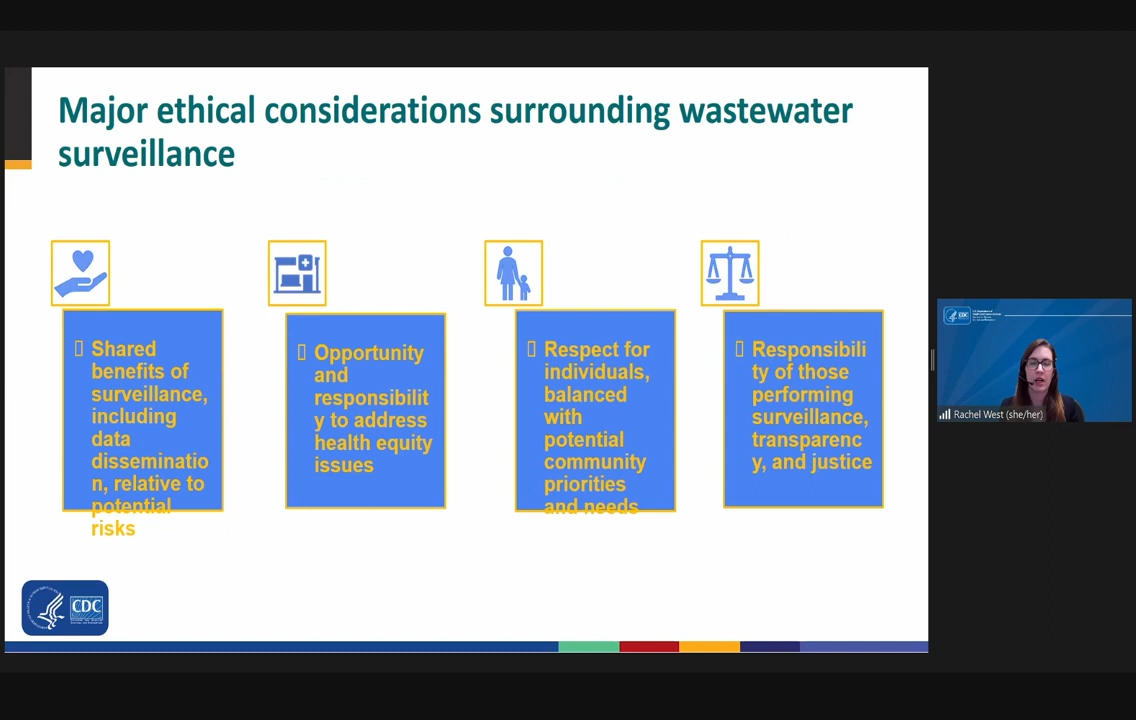 Major ethical considerations surrounding wastewater
surveillance
Shared
benefits of
surveillance,
including
data
disseminatio
n, relative to
potential
risks
Opportunity
and
responsibilit
y to address
health equity
issues
Respect for
individuals,
balanced
with
potential
community
priorities
and needs
Responsibili
ty of those
performing
surveillance,
transparenc
y, and justice
CDC
CDC
Rachel West (she/her)